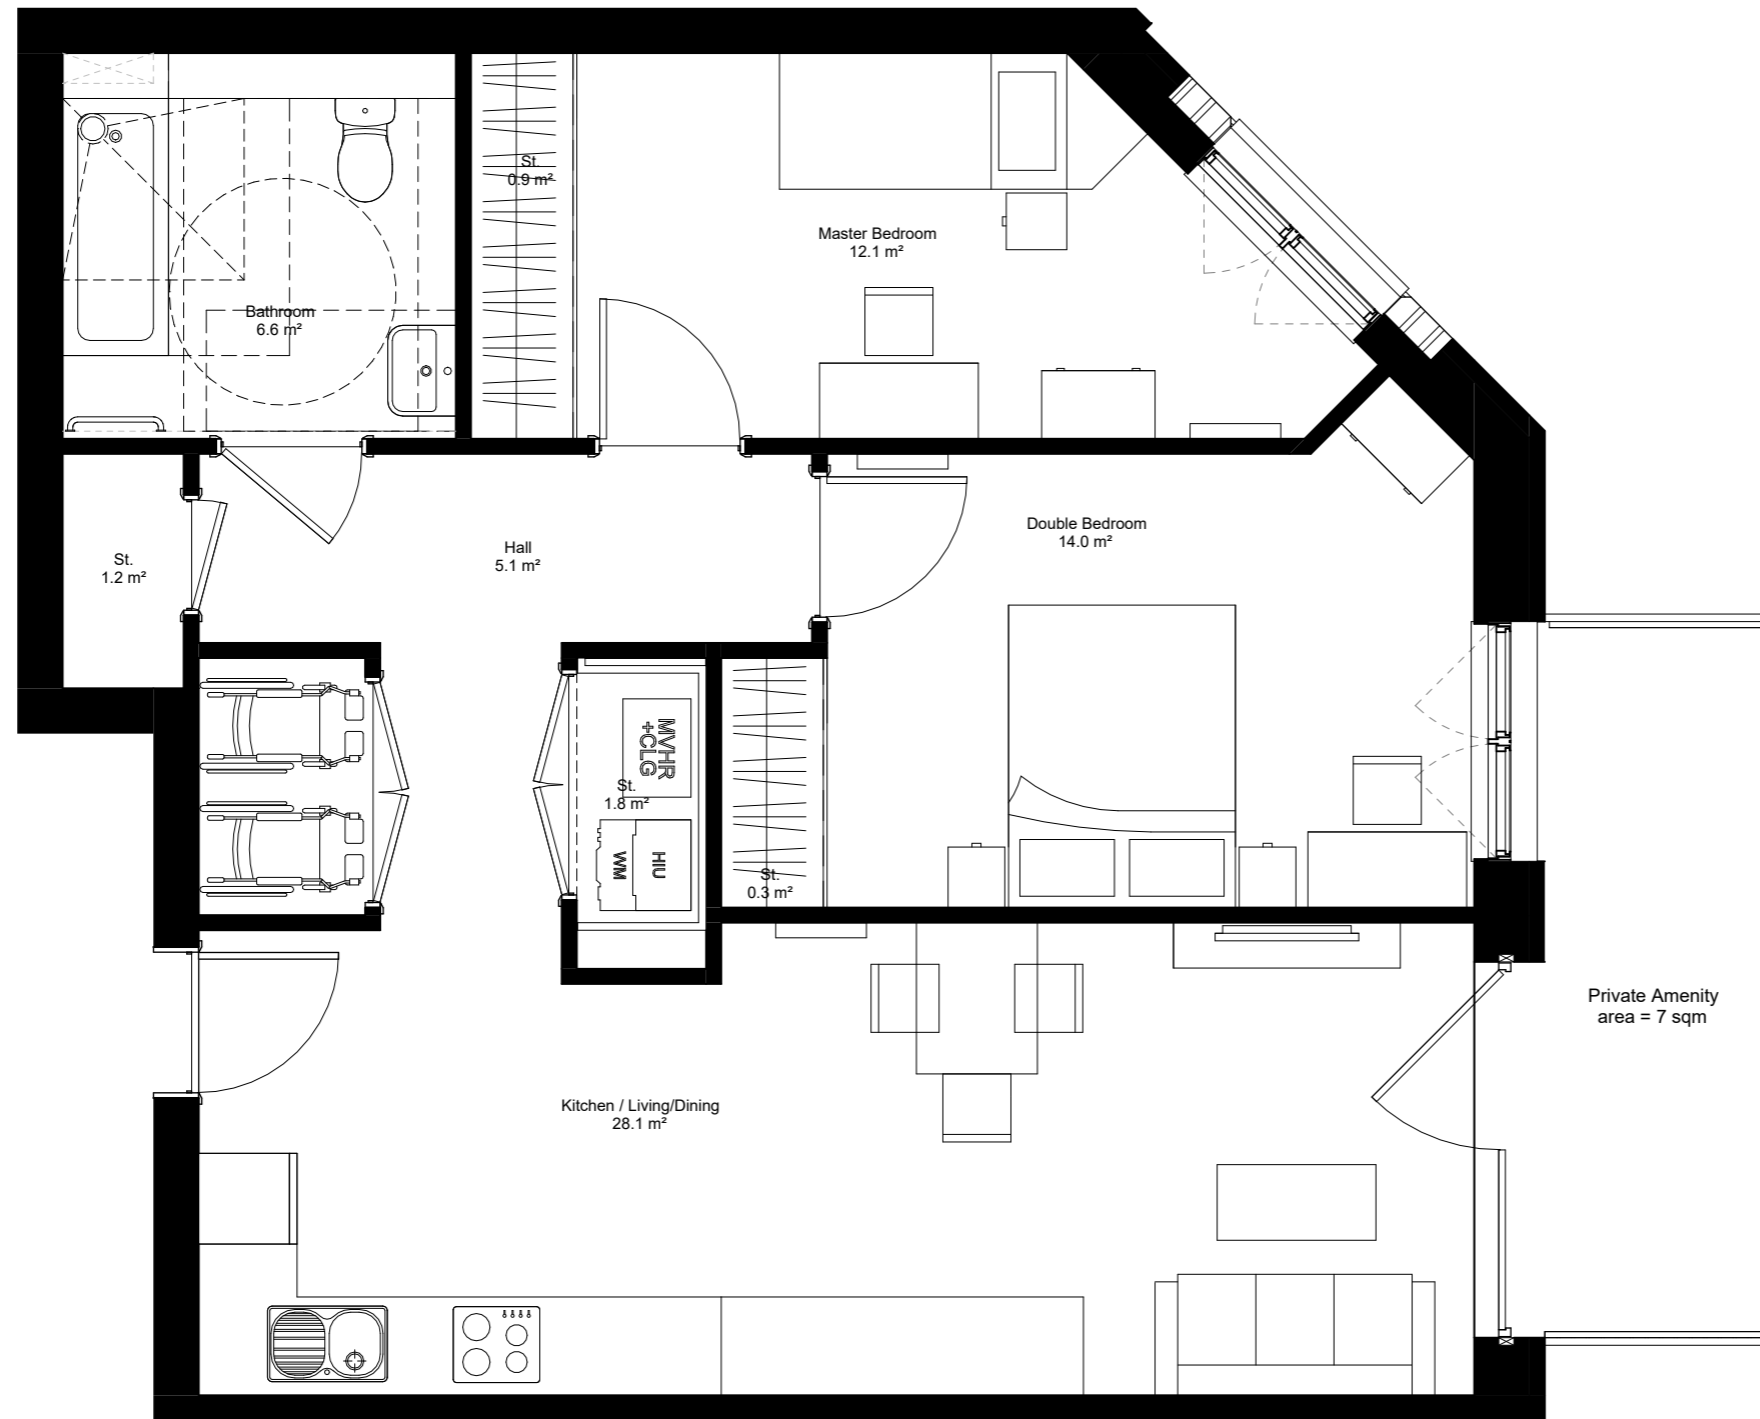 St.
0.9 m²
Master Bedroom
12.1 m²
Bathroom
6.6 m²
Double Bedroom
14.0 m²
Hall
5.1 m²
St.
1.2 m²
MVHR
+CLG
St.
1.8 m²
HIU
WM
St.
0.3 m²
Private Amenity
area = 7 sqm
Kitchen / Living/Dining
28.1 m²